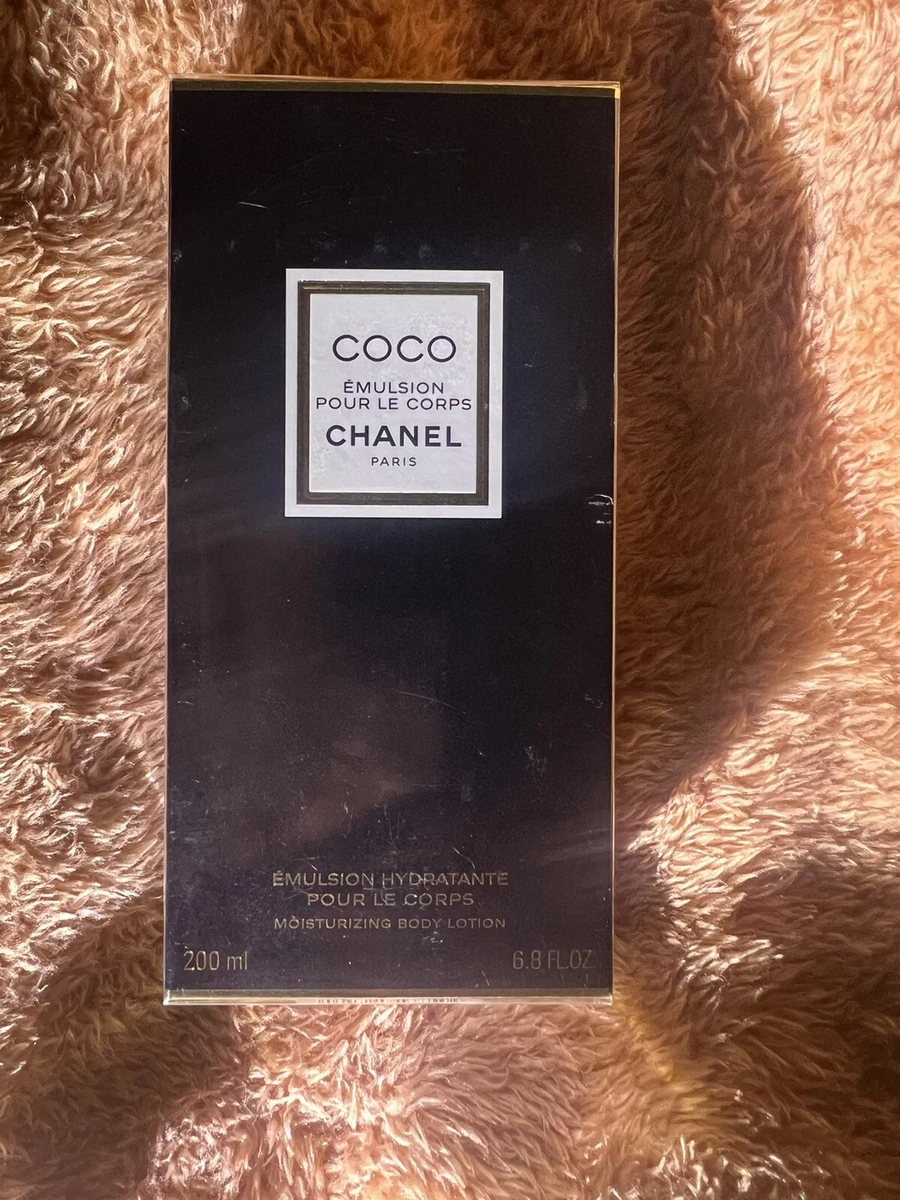 COCO
ÉMULSION
POUR LE CORPS
CHANEL
PARIS
ÉMULSION HYDRATANTE
POUR LE CORPS
MOISTURIZING BODY LOTION
200 ml 6.8 FL.OZ.